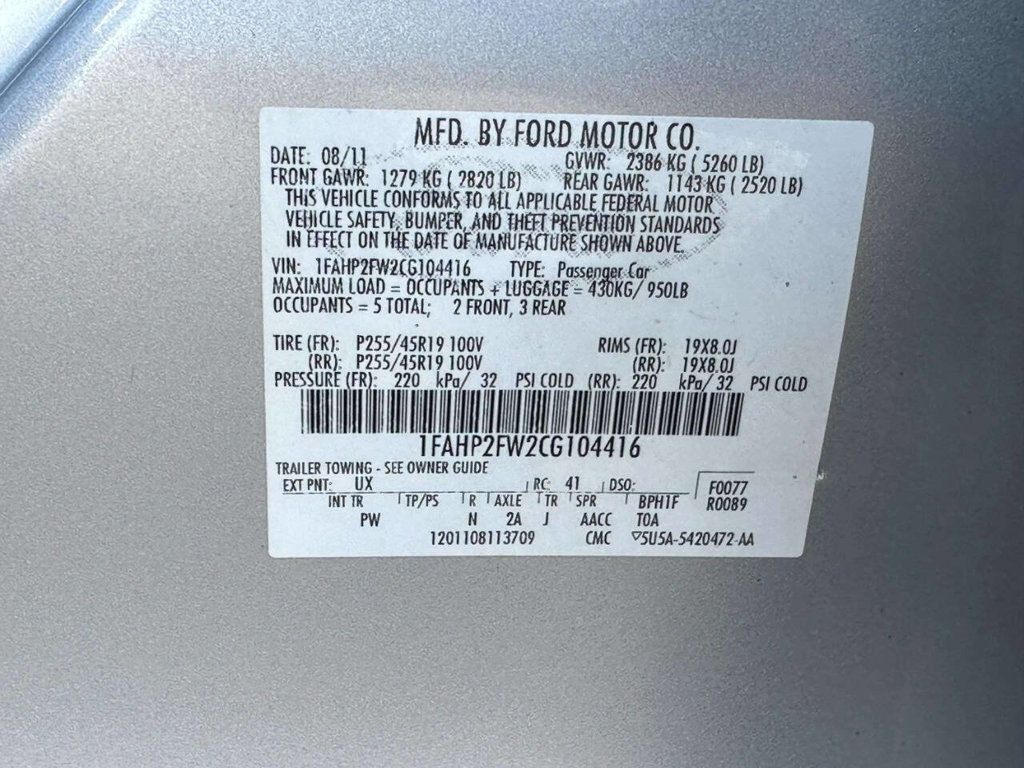 MFD. BY FORD MOTOR CO.
DATE: 08/11 GVWR: 2386 KG ( 5260 LB)
FRONT GAWR: 1279 KG ( 2820 LB) REAR GAWR: 1143 KG ( 2520 LB)
THIS VEHICLE CONFORMS TO ALL APPLICABLE FEDERAL MOTOR
VEHICLE SAFETY, BUMPER, AND THEFT PREVENTION STANDARDS
IN EFFECT ON THE DATE OF MANUFACTURE SHOWN ABOVE.
VIN: 1FAHP2FW2CG104416 TYPE: Passenger Car
MAXIMUM LOAD = OCCUPANTS + LUGGAGE = 430KG/ 950LB
OCCUPANTS = 5 TOTAL; 2 FRONT, 3 REAR
TIRE (FR): P255/45R19 100V RIMS (FR): 19X8.0J
(RR): P255/45R19 100V (RR): 19X8.0J
PRESSURE (FR): 220 kPa/ 32 PSI COLD (RR): 220 kPa/ 32 PSI COLD
1FAHP2FW2CG104416
TRAILER TOWING - SEE OWNER GUIDE
EXT PNT: UX RC: 41 DSO: F0077
INT TR TP/PS R AXLE TR SPR BPH1F R0089
PW N 2A J AACC TOA
1201108113709 CMC ▽5U5A-5420472-AA